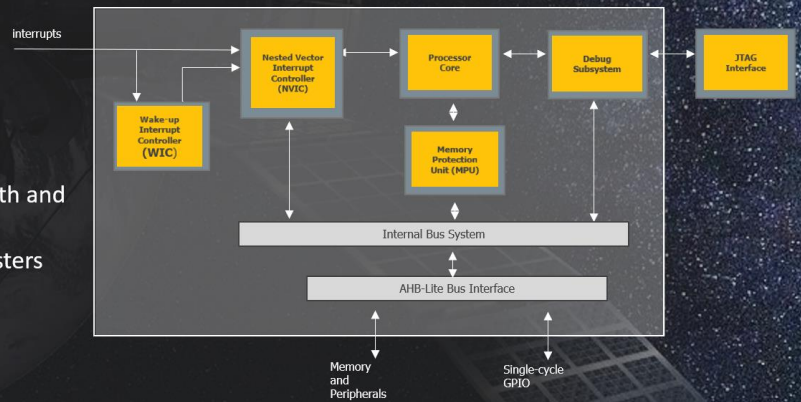 interrupts
Nested Vector
Interrupt
Controller
(NVIC)
Processor
Core
Debug
Subsystem
JTAG
Interface
Wake-up
Interrupt
Controller
(WIC)
Memory
Protection
Unit (MPU)
th and
sters
Internal Bus System
AHB-Lite Bus Interface
Memory
and
Peripherals
Single-cycle
GPIO